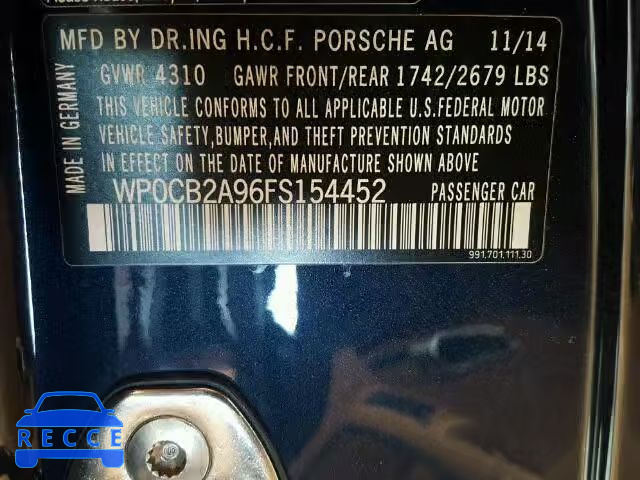 MFD BY DR.ING H.C.F. PORSCHE AG 11/14
GVWR 4310 GAWR FRONT/REAR 1742/2679 LBS
THIS VEHICLE CONFORMS TO ALL APPLICABLE U.S.FEDERAL MOTOR
VEHICLE SAFETY,BUMPER,AND THEFT PREVENTION STANDARDS
IN EFFECT ON THE DATE OF MANUFACTURE SHOWN ABOVE.
MADE IN GERMANY
WP0CB2A96FS154452 PASSENGER CAR
991.701.111.30
RECCE